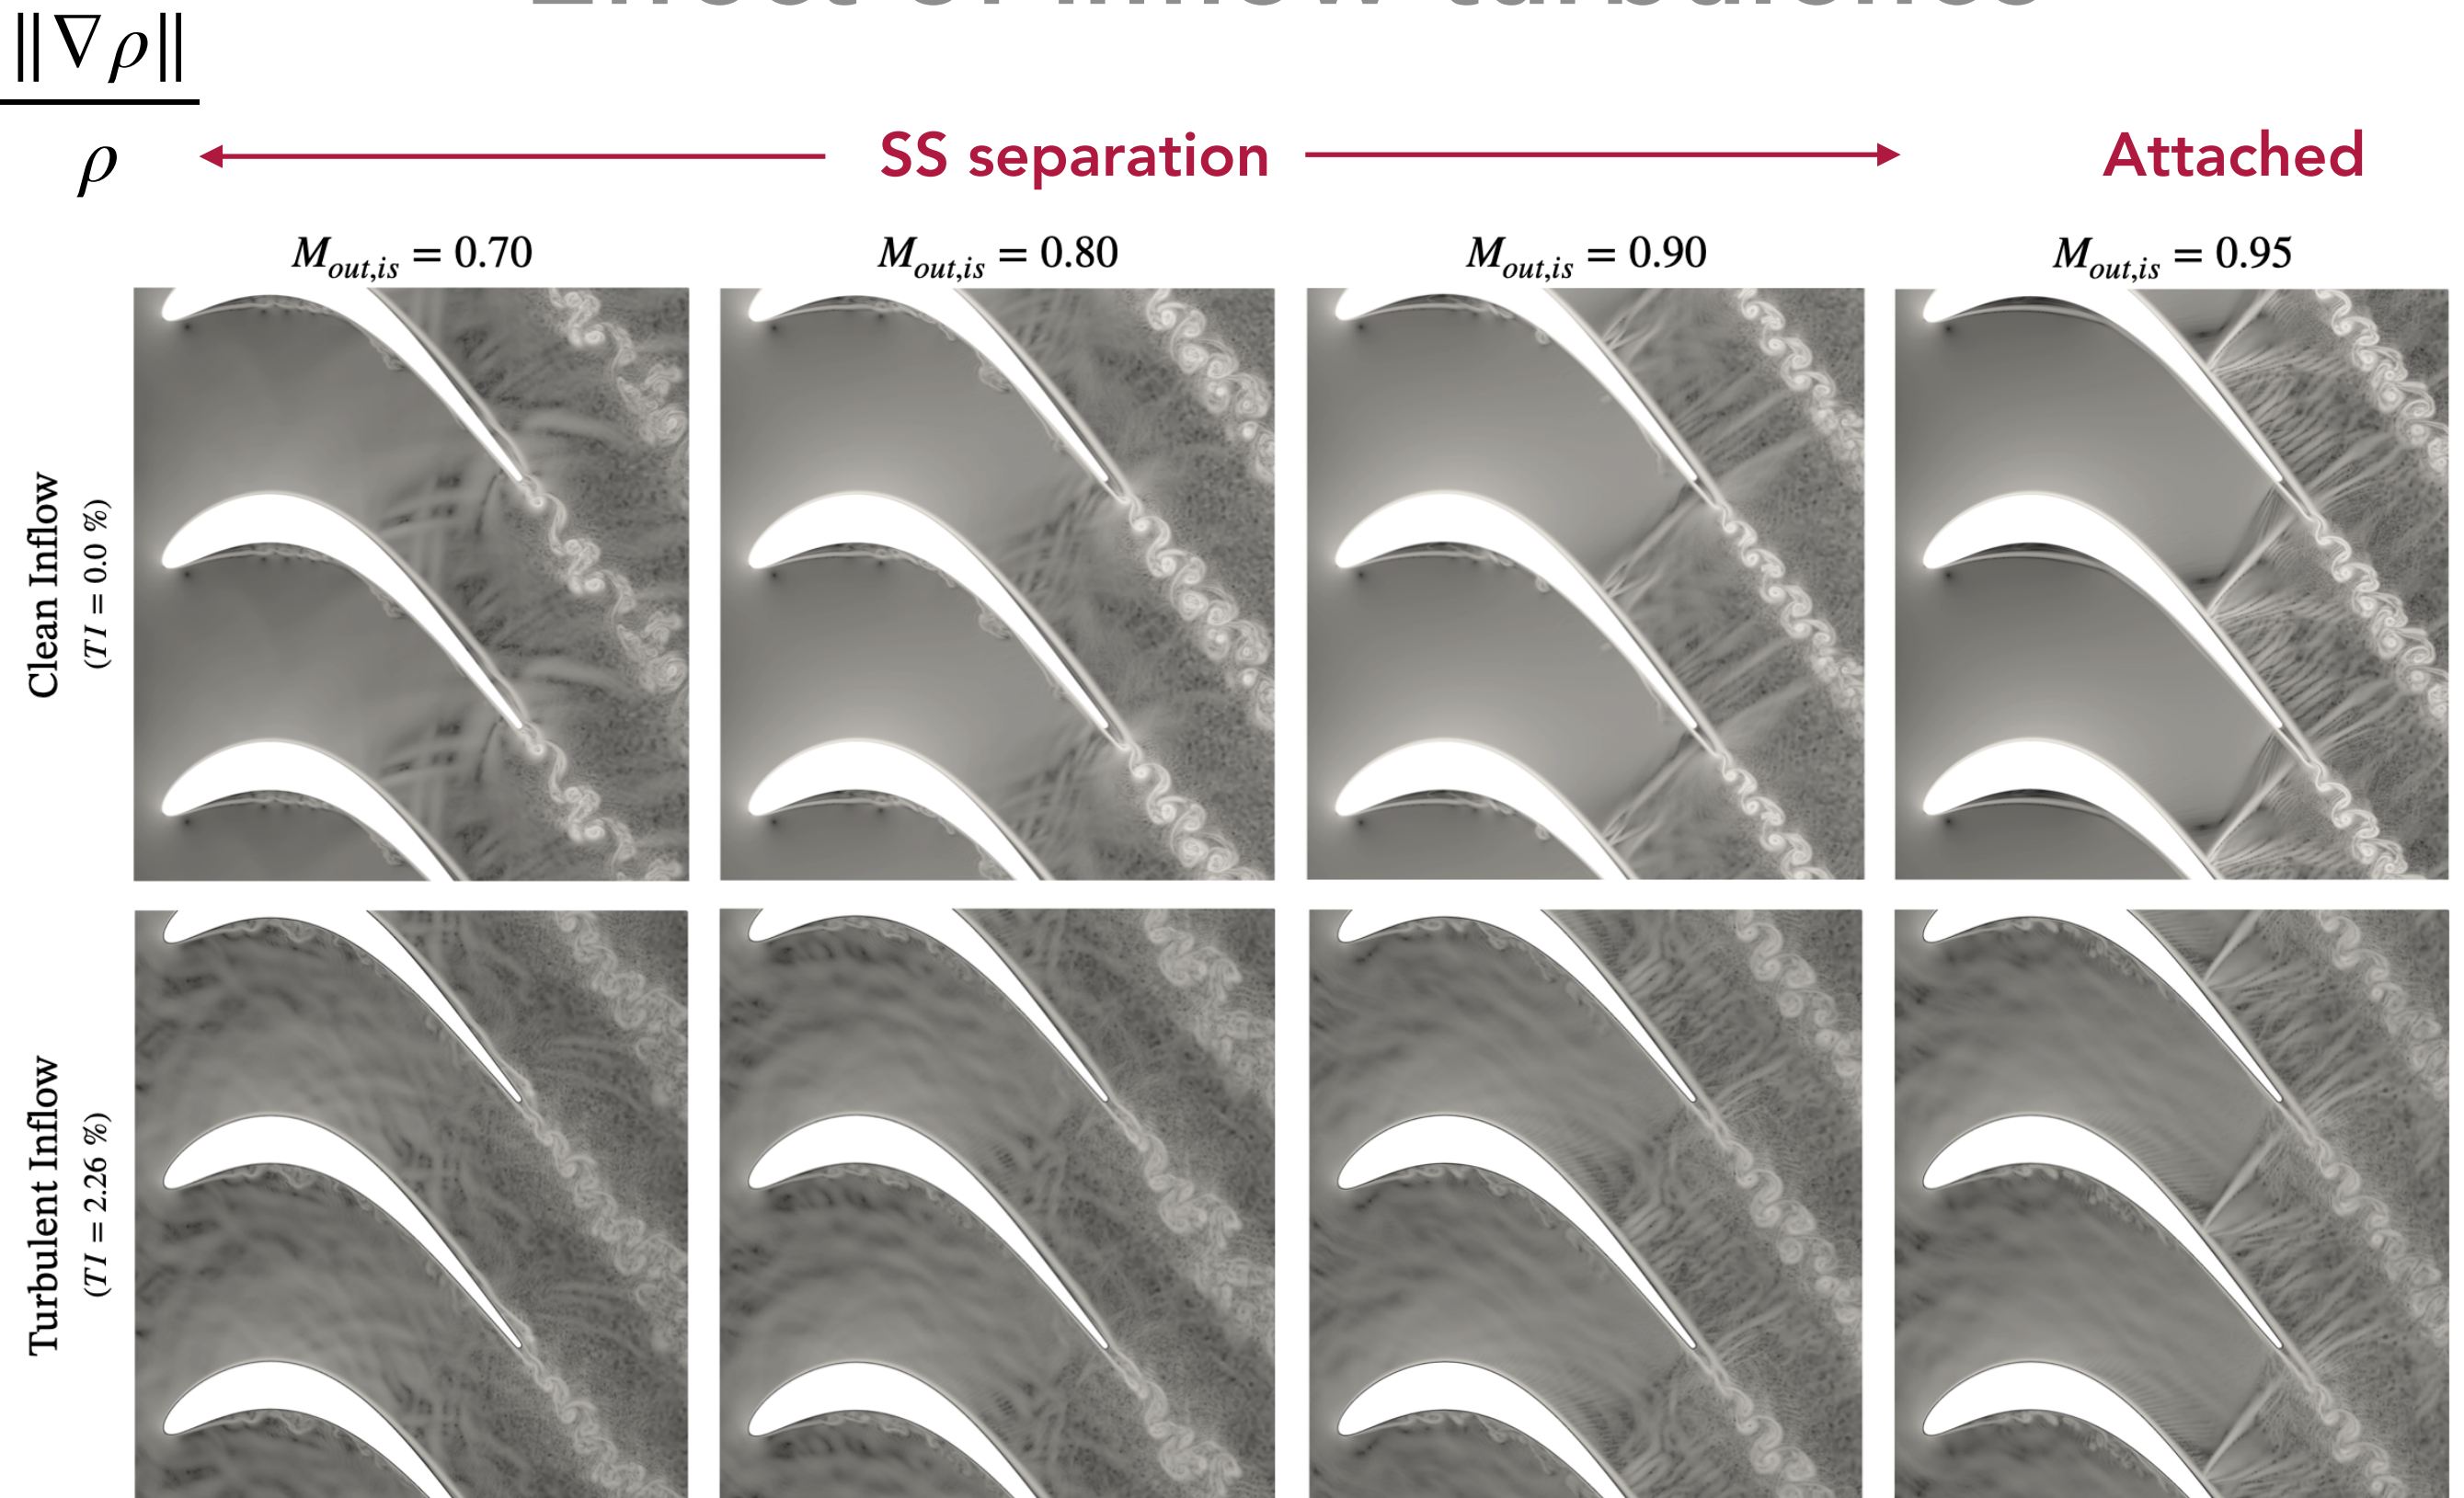 ‖∇ρ‖
ρ
SS separation
Attached
M_out,is = 0.70
M_out,is = 0.80
M_out,is = 0.90
M_out,is = 0.95
Clean Inflow
(TI = 0.0 %)
Turbulent Inflow
(TI = 2.26 %)